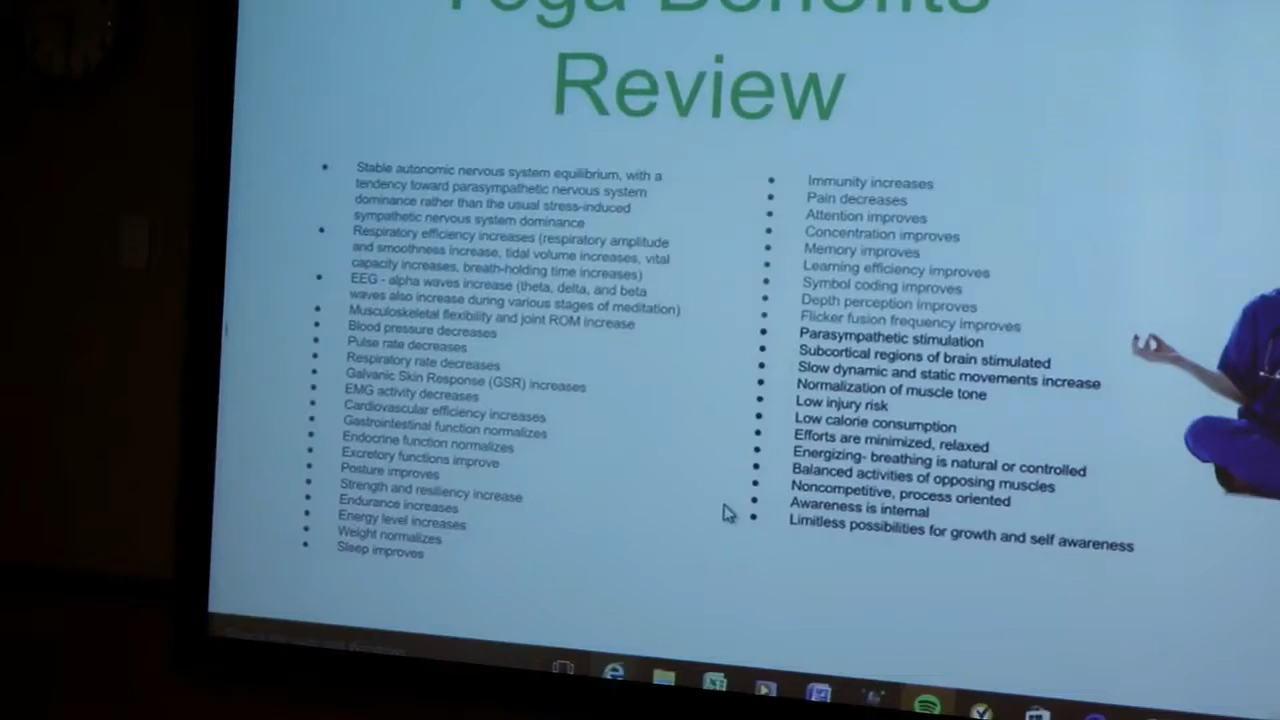 Yoga Benefits
Review
Stable autonomic nervous system equilibrium, with a
tendency toward parasympathetic nervous system
dominance rather than the usual stress-induced
sympathetic nervous system dominance
Respiratory efficiency increases (respiratory amplitude
and smoothness increase, tidal volume increases, vital
capacity increases, breath-holding time increases)
EEG - alpha waves increase (theta, delta, and beta
waves also increase during various stages of meditation)
Musculoskeletal flexibility and joint ROM increase
Blood pressure decreases
Pulse rate decreases
Respiratory rate decreases
Galvanic Skin Response (GSR) increases
EMG activity decreases
Cardiovascular efficiency increases
Gastrointestinal function normalizes
Endocrine function normalizes
Excretory functions improve
Posture improves
Strength and resiliency increase
Endurance increases
Energy level increases
Weight normalizes
Sleep improves
Immunity increases
Pain decreases
Attention improves
Concentration improves
Memory improves
Learning efficiency improves
Symbol coding improves
Depth perception improves
Flicker fusion frequency improves
Parasympathetic stimulation
Subcortical regions of brain stimulated
Slow dynamic and static movements increase
Normalization of muscle tone
Low injury risk
Low calorie consumption
Efforts are minimized, relaxed
Energizing- breathing is natural or controlled
Balanced activities of opposing muscles
Noncompetitive, process oriented
Awareness is internal
Limitless possibilities for growth and self awareness